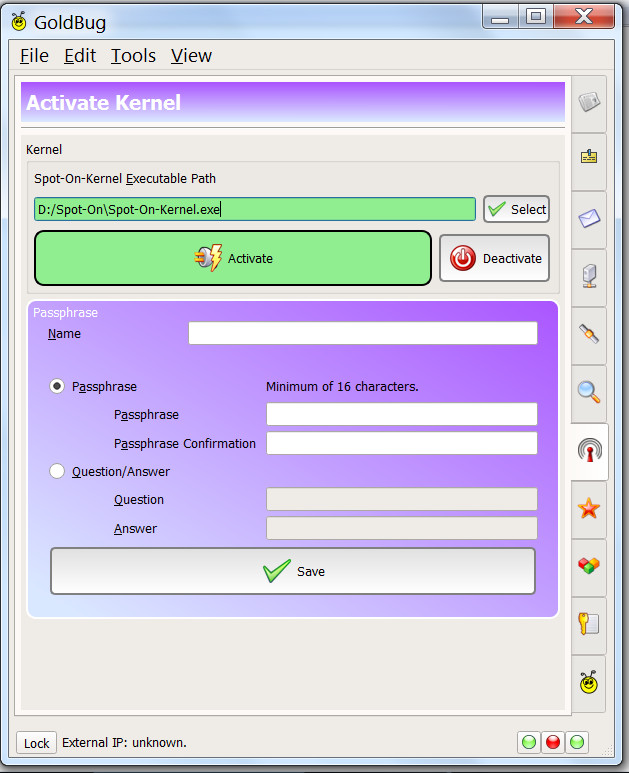 GoldBug
File Edit Tools View
Activate Kernel
Kernel
Spot-On-Kernel Executable Path
D:/Spot-On\Spot-On-Kernel.exe Select
Activate Deactivate
Passphrase
Name
Passphrase Minimum of 16 characters.
Passphrase
Passphrase Confirmation
Question/Answer
Question
Answer
Save
Lock External IP: unknown.